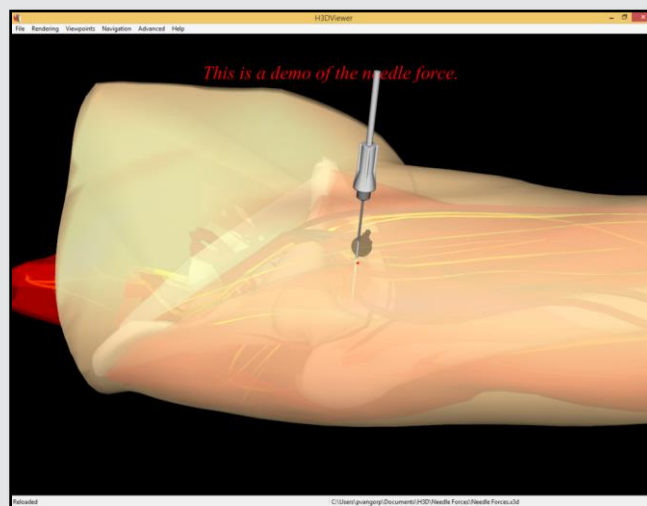 H3DViewer
File Rendering Viewpoints Navigation Advanced Help
This is a demo of the needle force.
Reloaded
C:\Users\pvangorp\Documents\H3D\Needle Forces\Needle Forces.x3d